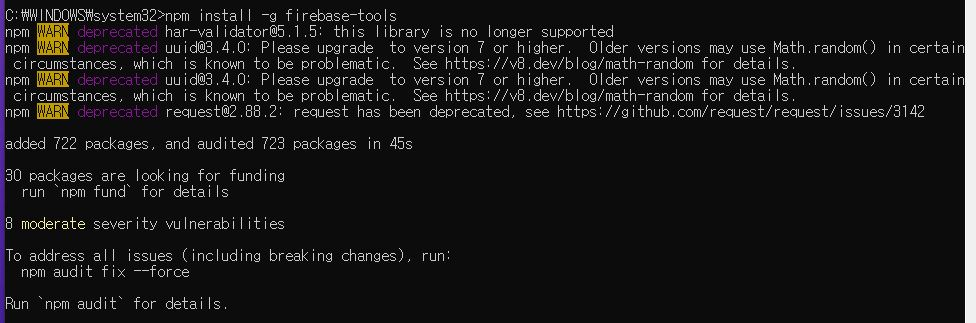 C:₩WINDOWS₩system32>npm install -g firebase-tools
npm WARN deprecated har-validator@5.1.5: this library is no longer supported
npm WARN deprecated uuid@3.4.0: Please upgrade  to version 7 or higher.  Older versions may use Math.random() in certain
 circumstances, which is known to be problematic.  See https://v8.dev/blog/math-random for details.
npm WARN deprecated uuid@3.4.0: Please upgrade  to version 7 or higher.  Older versions may use Math.random() in certain
 circumstances, which is known to be problematic.  See https://v8.dev/blog/math-random for details.
npm WARN deprecated request@2.88.2: request has been deprecated, see https://github.com/request/request/issues/3142

added 722 packages, and audited 723 packages in 45s

30 packages are looking for funding
  run `npm fund` for details

8 moderate severity vulnerabilities

To address all issues (including breaking changes), run:
  npm audit fix --force

Run `npm audit` for details.